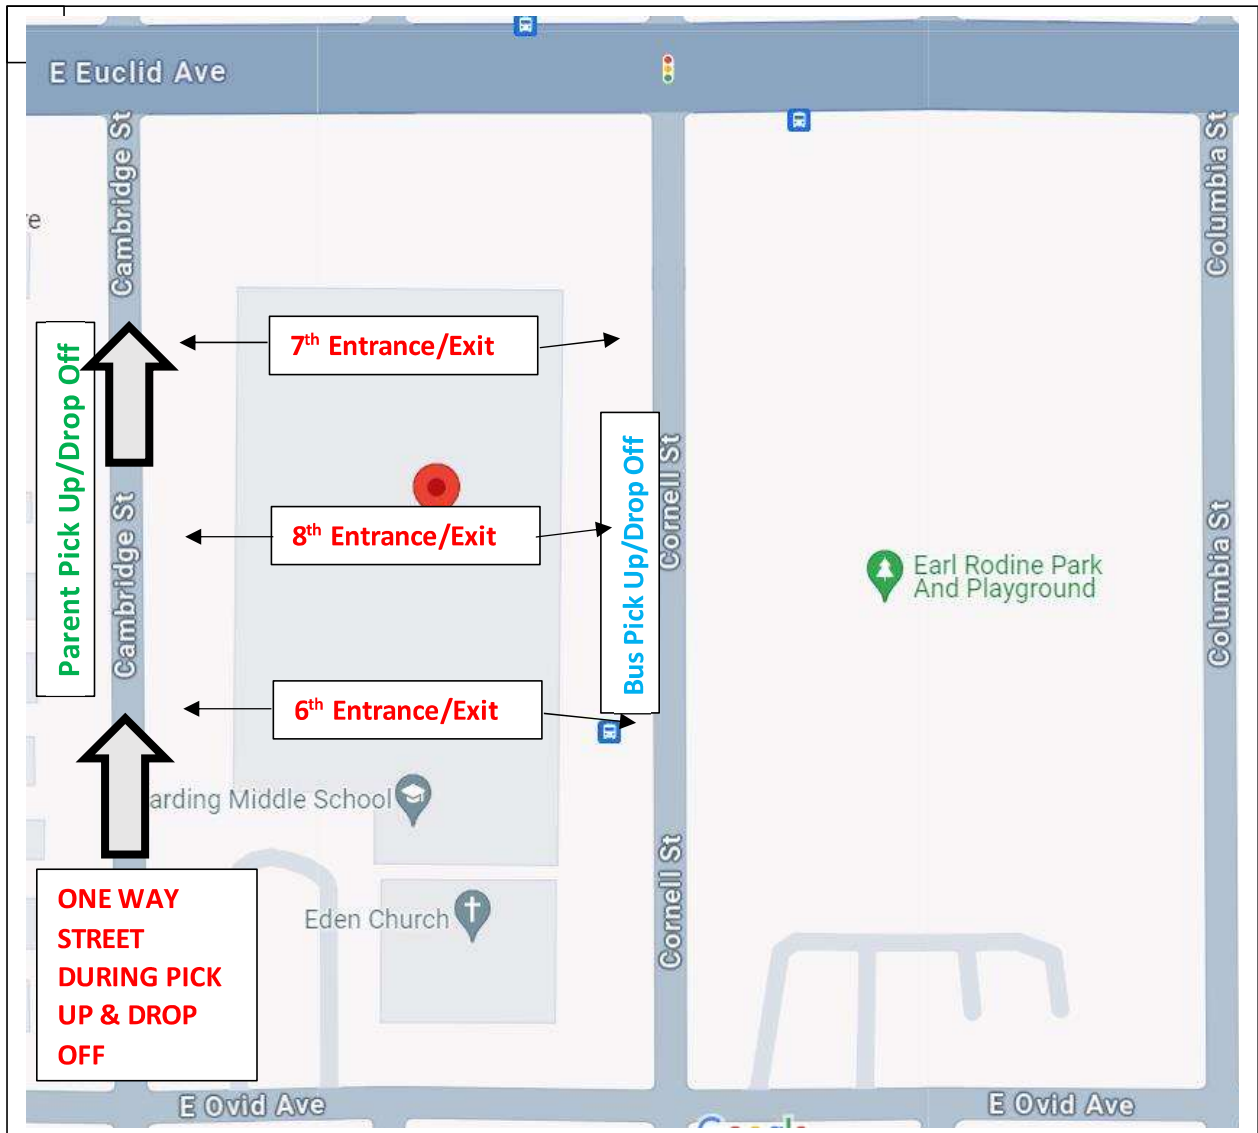 E Euclid Ave
Cambridge St
Columbia St
7th Entrance/Exit
Parent Pick Up/Drop Off
Bus Pick Up/Drop Off
Cornell St
Cambridge St
8th Entrance/Exit
Columbia St
Earl Rodine Park
And Playground
6th Entrance/Exit
arding Middle School
Eden Church
Cornell St
ONE WAY
STREET
DURING PICK
UP & DROP
OFF
E Ovid Ave
E Ovid Ave